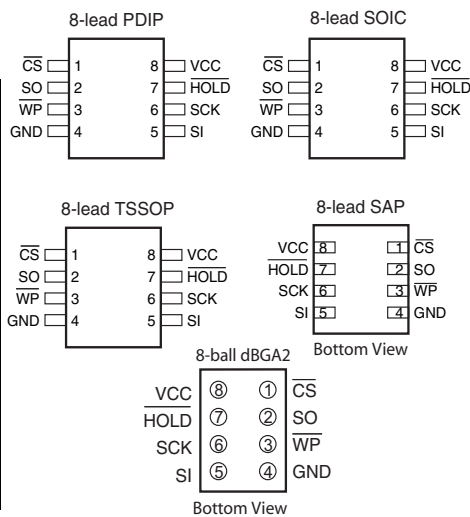 8-lead PDIP
CS 1 8 VCC
SO 2 7 HOLD
WP 3 6 SCK
GND 4 5 SI
8-lead SOIC
CS 1 8 VCC
SO 2 7 HOLD
WP 3 6 SCK
GND 4 5 SI
8-lead TSSOP
CS 1 8 VCC
SO 2 7 HOLD
WP 3 6 SCK
GND 4 5 SI
8-lead SAP
VCC 8 1 CS
HOLD 7 2 SO
SCK 6 3 WP
SI 5 4 GND
Bottom View
8-ball dBGA2
VCC 8 1 CS
HOLD 7 2 SO
SCK 6 3 WP
SI 5 4 GND
Bottom View